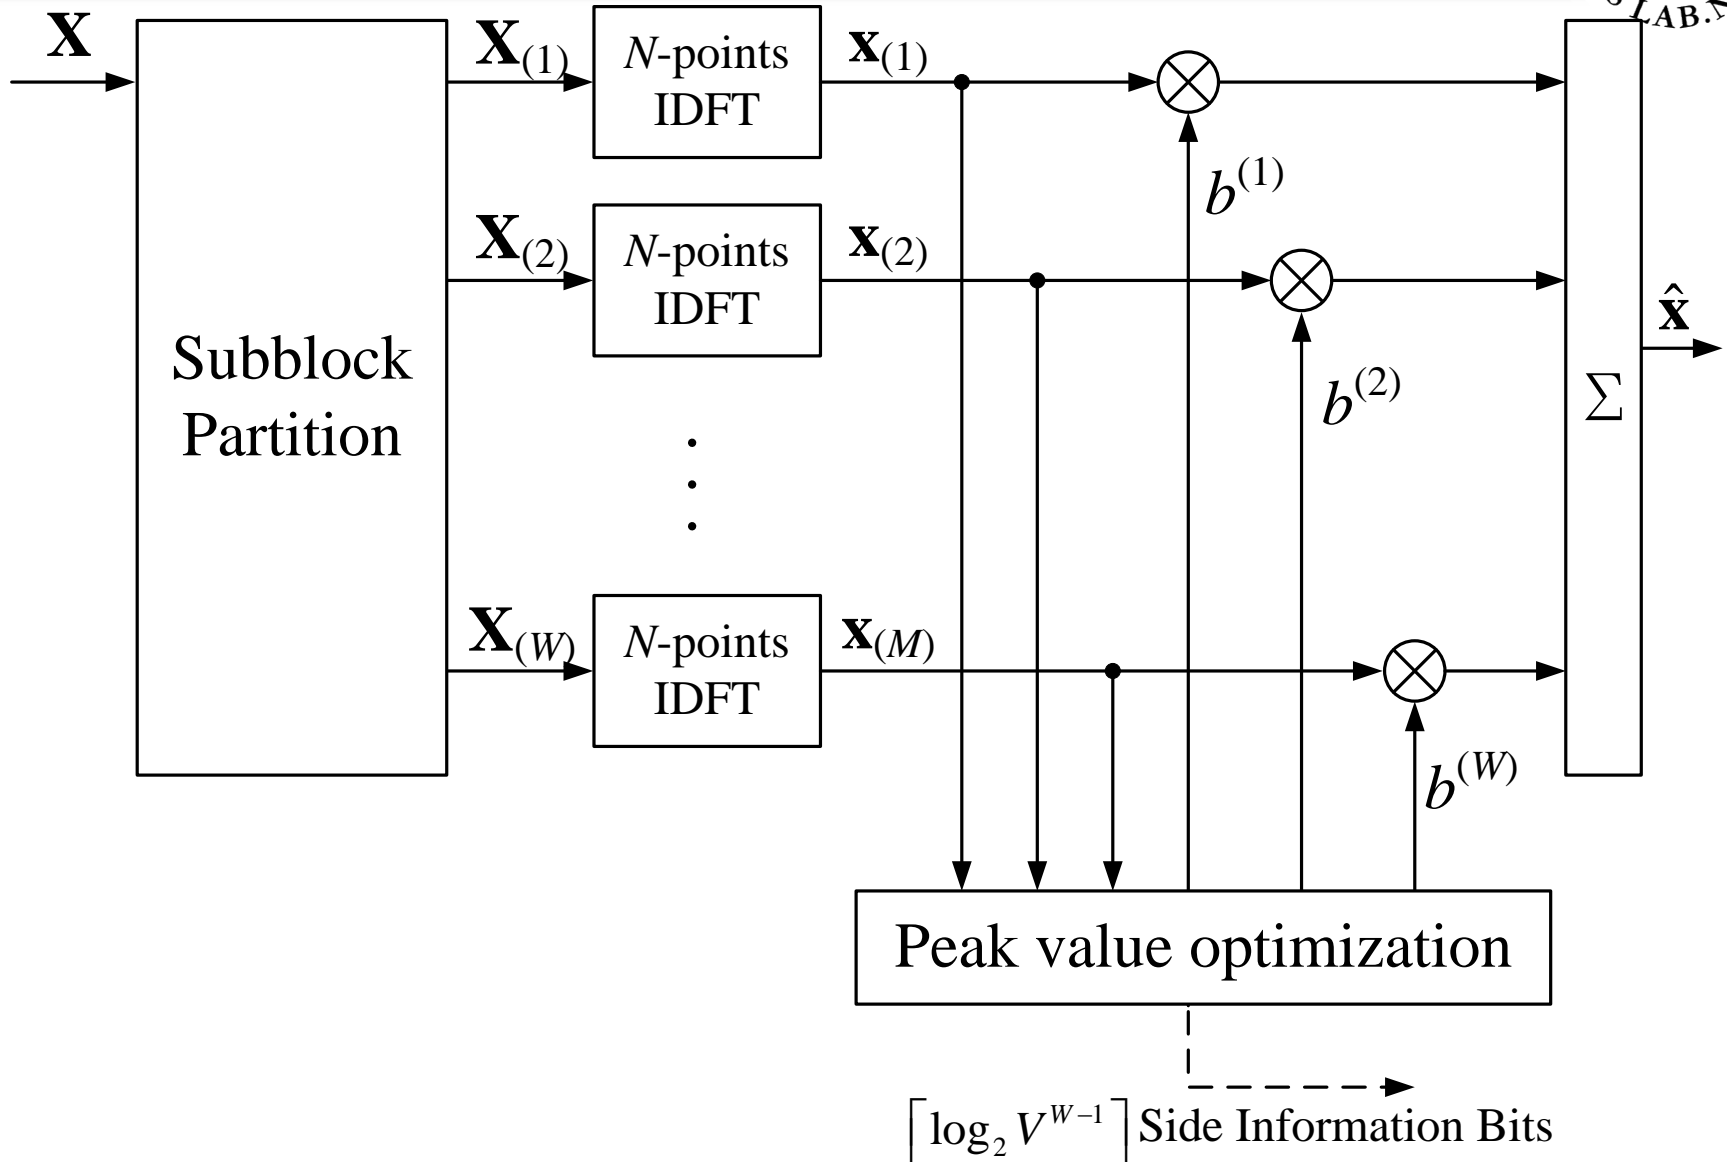 LAB.N
X
X(1)
N-points
IDFT
x(1)
b(1)
X(2)
N-points
IDFT
x(2)
b(2)
Subblock
Partition
x̂
∑
X(W)
N-points
IDFT
x(M)
b(W)
Peak value optimization
⌈log₂ V^{W−1}⌉ Side Information Bits